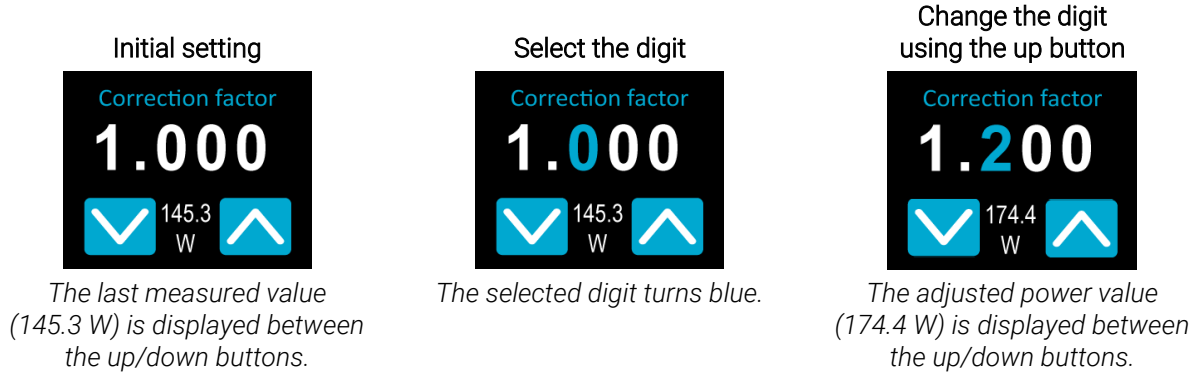 Initial setting
Correction factor
1.000
145.3
W
The last measured value
(145.3 W) is displayed between
the up/down buttons.
Select the digit
Correction factor
1.000
145.3
W
The selected digit turns blue.
Change the digit
using the up button
Correction factor
1.200
174.4
W
The adjusted power value
(174.4 W) is displayed between
the up/down buttons.